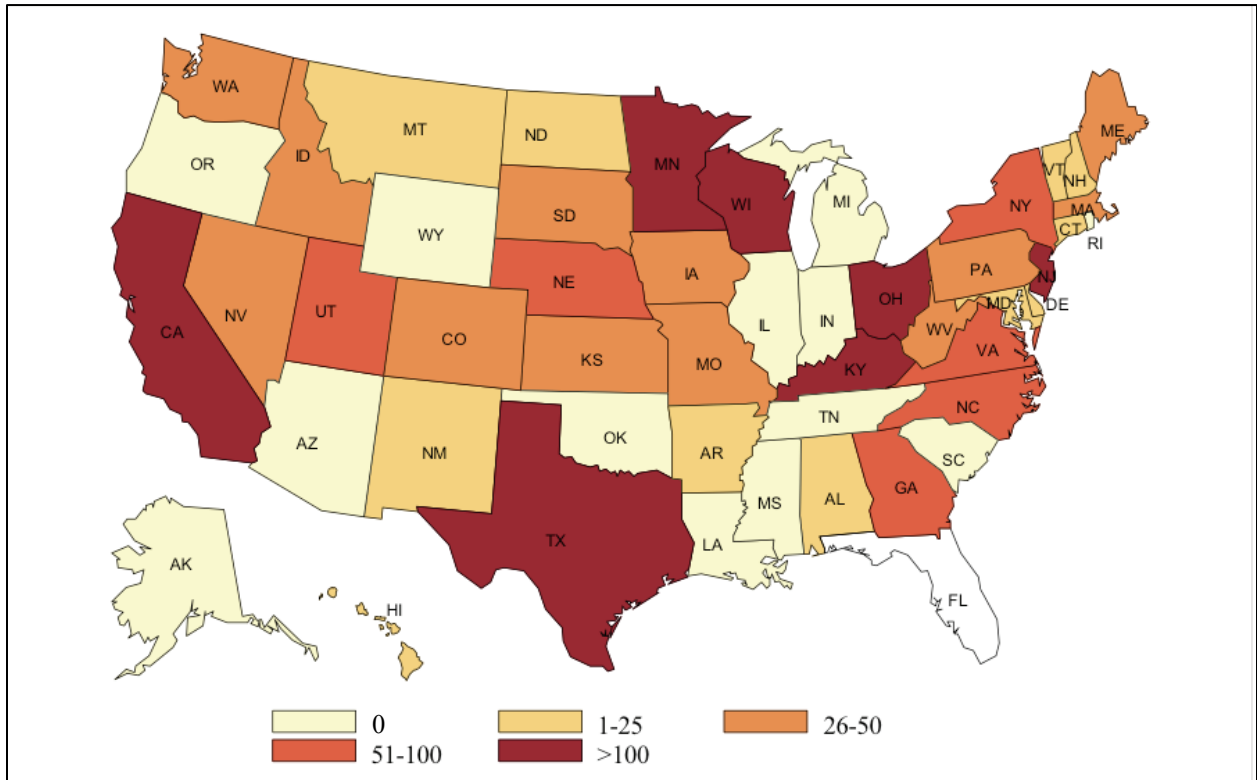 WA
MT
ND
MN
ME
OR
ID
VT
NH
SD
WI
MI
NY
MA
WY
CT
RI
IA
PA
NE
NJ
NV
UT
OH
IL
IN
MD
DE
CA
CO
WV
VA
KS
MO
KY
NC
TN
AZ
NM
OK
AR
SC
GA
MS
AL
TX
LA
AK
FL
HI
0
1-25
26-50
51-100
>100